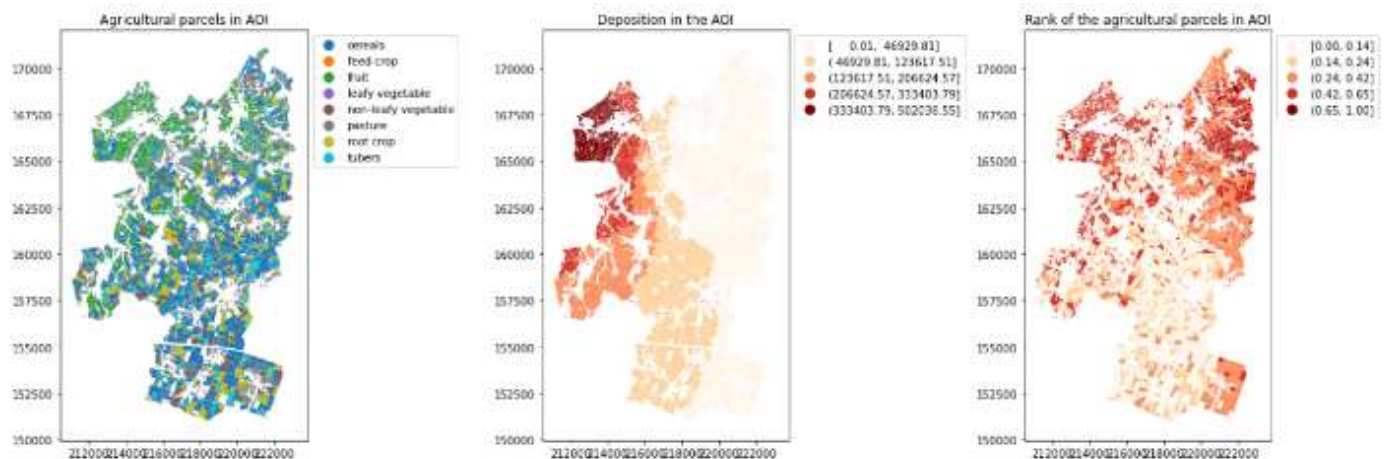 Agricultural parcels in AOI
170000
167500
165000
162500
160000
157500
155000
152500
150000
212000 214000 216000 218000 220000 222000
cereals
feed crop
fruit
leafy vegetable
non-leafy vegetable
pasture
root crop
tubers
Deposition in the AOI
170000
167500
165000
162500
160000
157500
155000
152500
150000
212000 214000 216000 218000 220000 222000
[ 0.01, 46929.81]
( 46929.81, 123617.51]
(123617.51, 206624.57]
(206624.57, 333403.79]
(333403.79, 502036.55]
Rank of the agricultural parcels in AOI
170000
167500
165000
162500
160000
157500
155000
152500
150000
212000 214000 216000 218000 220000 222000
[0.00, 0.14]
(0.14, 0.24]
(0.24, 0.42]
(0.42, 0.65]
(0.65, 1.00]